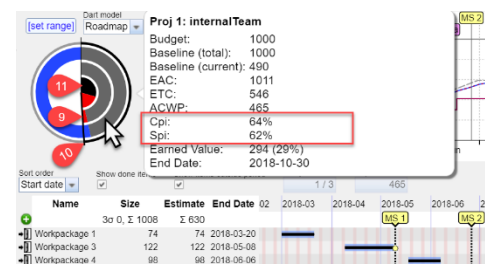 [set range]
Dart model
Roadmap
Proj 1: internalTeam
Budget: 1000
Baseline (total): 1000
Baseline (current): 490
EAC: 1011
ETC: 546
ACWP: 465
Cpi: 64%
Spi: 62%
Earned Value: 294 (29%)
End Date: 2018-10-30
MS 2
11
9
10
Sort order
Start date
Show done ite
1 / 3
465
Name Size Estimate End Date 02 2018-03 2018-04 2018-05 2018-06 2
3σ 0, Σ 1008 Σ 630 MS 1 MS 2
Workpackage 1 74 74 2018-03-20
Workpackage 3 122 122 2018-05-08
Workpackage 4 98 98 2018-06-06